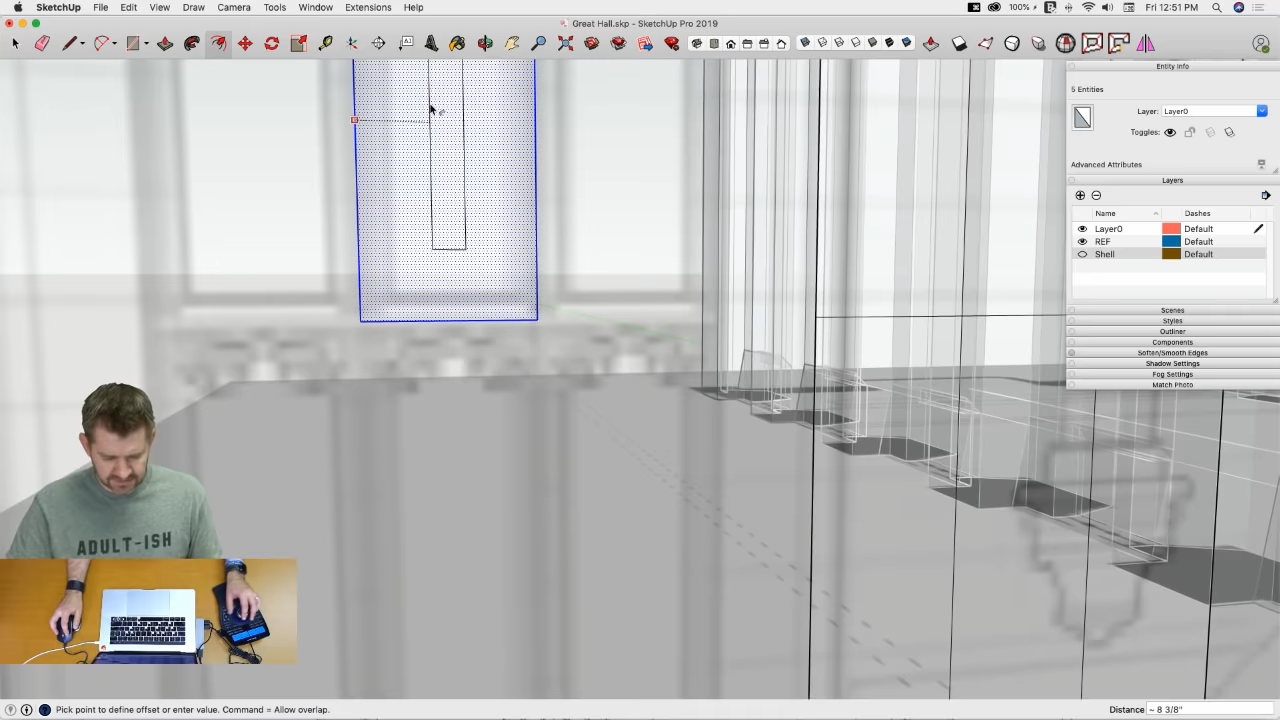 SketchUp File Edit View Draw Camera Tools Window Extensions Help
100% Fri 12:51 PM
Great Hall.skp - SketchUp Pro 2019
Entity Info
5 Entities
Layer: Layer0
Toggles:
Advanced Attributes
Layers
Name Dashes
Layer0 Default
REF Default
Shell Default
Scenes
Styles
Outliner
Components
Soften/Smooth Edges
Shadow Settings
Fog Settings
Match Photo
ADULT-ISH
Pick point to define offset or enter value. Command = Allow overlap.
Distance ~ 8 3/8"